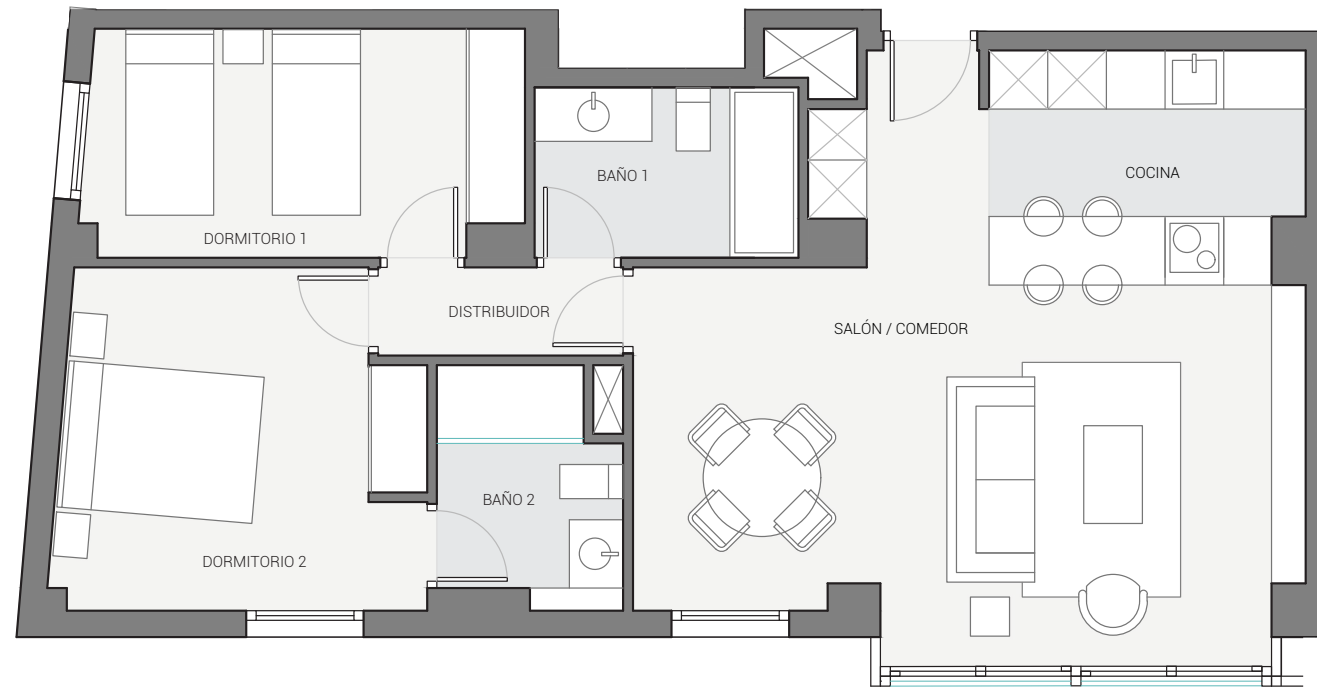 BAÑO 1
COCINA
DORMITORIO 1
DISTRIBUIDOR
SALÓN / COMEDOR
BAÑO 2
DORMITORIO 2